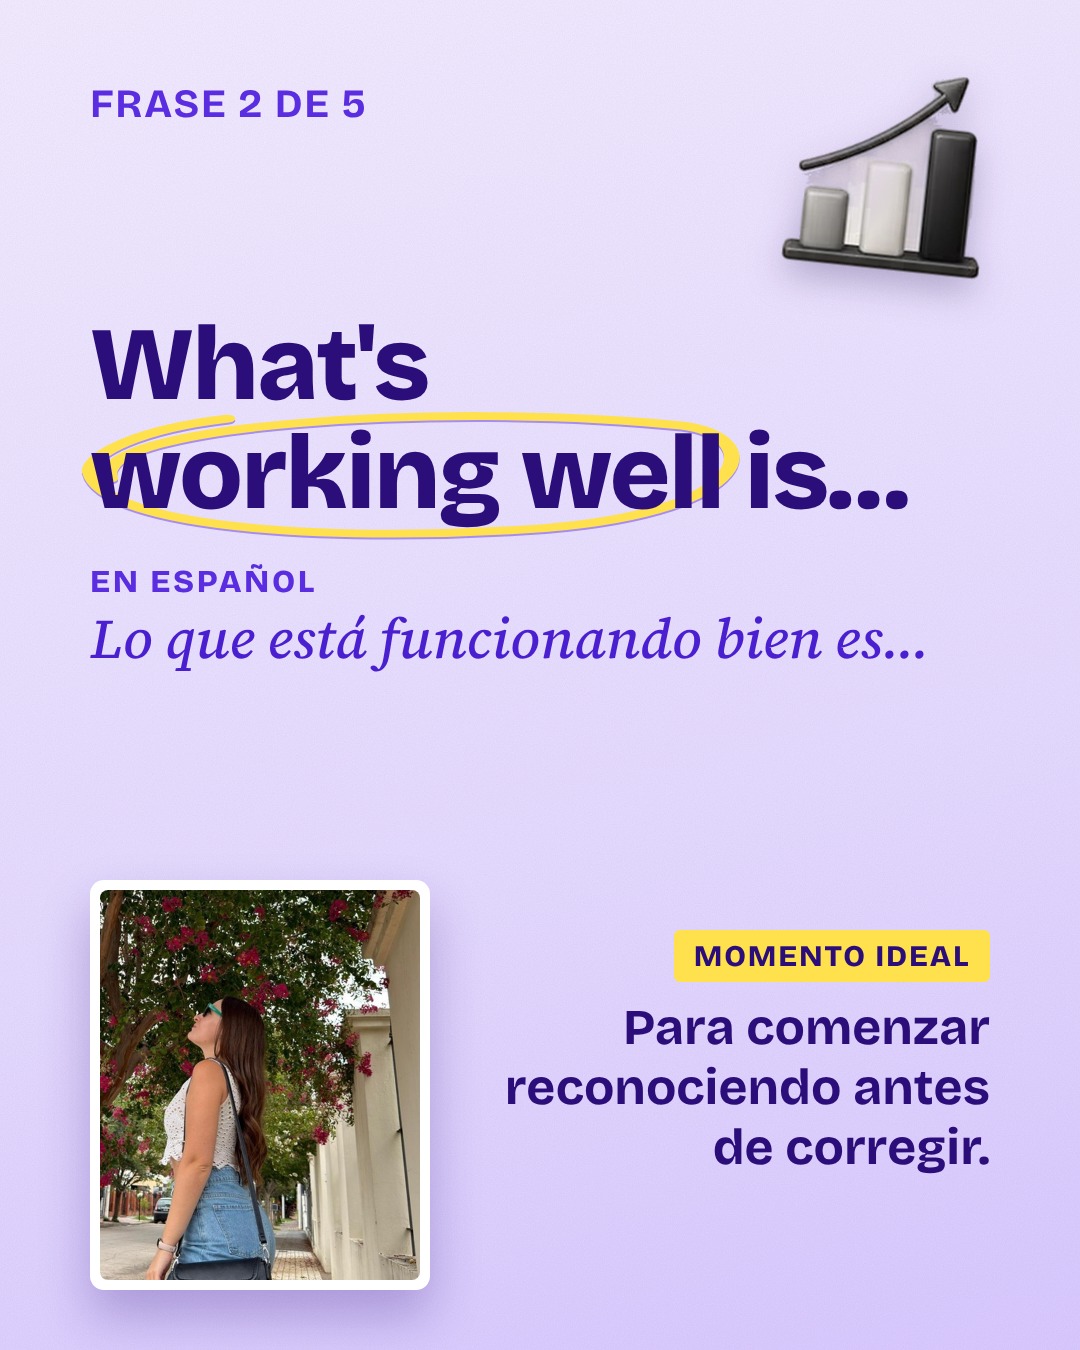 FRASE 2 DE 5
What's
working well is...
EN ESPAÑOL
Lo que está funcionando bien es...
MOMENTO IDEAL
Para comenzar
reconociendo antes
de corregir.